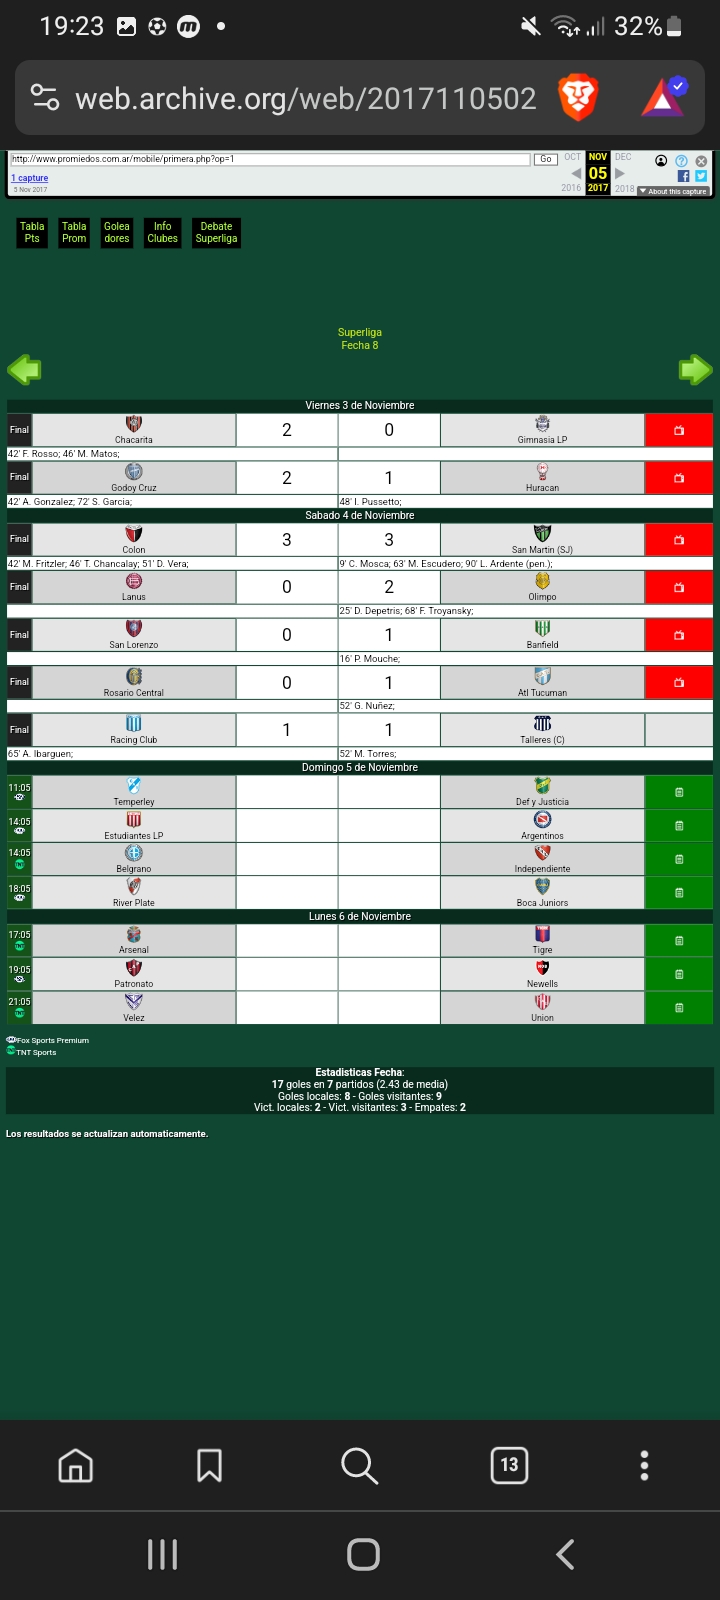 19:23
32%
web.archive.org/web/2017110502
http://www.promiedos.com.ar/mobile/primera.php?op=1
Go
OCT NOV DEC
1 capture
05
5 Nov 2017
2016 2017 2018
About this capture
Tabla Pts
Tabla Prom
Golea dores
Info Clubes
Debate Superliga
Superliga
Fecha 8
Viernes 3 de Noviembre
Final Chacarita 2 0 Gimnasia LP
42' F. Rosso; 46' M. Matos;
Final Godoy Cruz 2 1 Huracan
42' A. Gonzalez; 72' S. Garcia; 48' I. Pussetto;
Sabado 4 de Noviembre
Final Colon 3 3 San Martin (SJ)
42' M. Fritzler; 46' T. Chancalay; 51' D. Vera; 9' C. Mosca; 63' M. Escudero; 90' L. Ardente (pen.);
Final Lanus 0 2 Olimpo
25' D. Depetris; 68' F. Troyansky;
Final San Lorenzo 0 1 Banfield
16' P. Mouche;
Final Rosario Central 0 1 Atl Tucuman
52' G. Nuñez;
Final Racing Club 1 1 Talleres (C)
65' A. Ibarguen; 52' M. Torres;
Domingo 5 de Noviembre
11:05 Temperley Def y Justicia
14:05 Estudiantes LP Argentinos
14:05 Belgrano Independiente
18:05 River Plate Boca Juniors
Lunes 6 de Noviembre
17:05 Arsenal Tigre
19:05 Patronato Newells
21:05 Velez Union
Fox Sports Premium
TNT Sports
Estadisticas Fecha:
17 goles en 7 partidos (2.43 de media)
Goles locales: 8 - Goles visitantes: 9
Vict. locales: 2 - Vict. visitantes: 3 - Empates: 2
Los resultados se actualizan automaticamente.
13